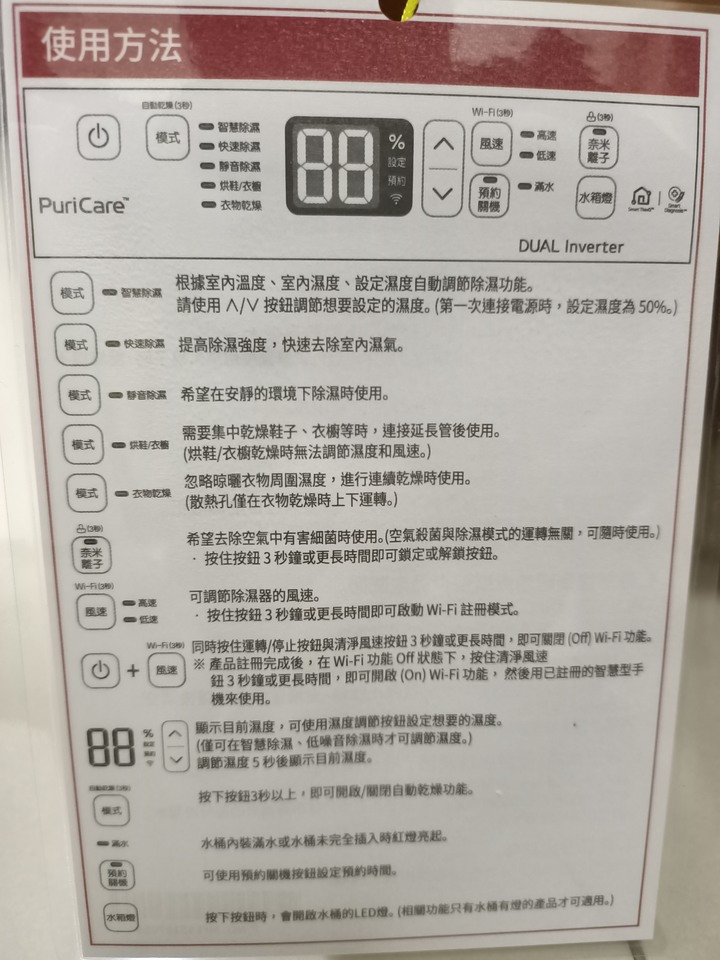 使用方法
自動乾燥(3秒)
模式
智慧除濕
快速除濕
靜音除濕
烘鞋/衣櫥
衣物乾燥
88
%
設定
預約
Wi-Fi(3秒)
風速
高速
低速
預約
關機
滿水
(3秒)
奈米
離子
水箱燈
Smart ThinQ™
Smart Diagnosis™
PuriCare™
DUAL Inverter
模式 智慧除濕 根據室內溫度、室內濕度、設定濕度自動調節除濕功能。
請使用 ∧/∨ 按鈕調節想要設定的濕度。(第一次連接電源時,設定濕度為 50%。)
模式 快速除濕 提高除濕強度,快速去除室內濕氣。
模式 靜音除濕 希望在安靜的環境下除濕時使用。
模式 烘鞋/衣櫥 需要集中乾燥鞋子、衣櫥等時,連接延長管後使用。
(烘鞋/衣櫥乾燥時無法調節濕度和風速。)
模式 衣物乾燥 忽略晾曬衣物周圍濕度,進行連續乾燥時使用。
(散熱孔僅在衣物乾燥時上下運轉。)
(3秒)
奈米
離子
希望去除空氣中有害細菌時使用。(空氣殺菌與除濕模式的運轉無關,可隨時使用。)
· 按住按鈕 3 秒鐘或更長時間即可鎖定或解鎖按鈕。
Wi-Fi(3秒)
風速
高速
低速
可調節除濕器的風速。
· 按住按鈕 3 秒鐘或更長時間即可啟動 Wi-Fi 註冊模式。
Wi-Fi(3秒)
+ 風速
同時按住運轉/停止按鈕與清淨風速按鈕 3 秒鐘或更長時間,即可關閉 (Off) Wi-Fi 功能。
※ 產品註冊完成後,在 Wi-Fi 功能 Off 狀態下,按住清淨風速
鈕 3 秒鐘或更長時間,即可開啟 (On) Wi-Fi 功能, 然後用已註冊的智慧型手
機來使用。
88 %
設定
預約
顯示目前濕度,可使用濕度調節按鈕設定想要的濕度。
(僅可在智慧除濕、低噪音除濕時才可調節濕度。)
調節濕度 5 秒後顯示目前濕度。
自動乾燥(3秒)
模式
按下按鈕3秒以上,即可開啟/關閉自動乾燥功能。
滿水 水桶內裝滿水或水桶未完全插入時紅燈亮起。
預約
關機
可使用預約關機按鈕設定預約時間。
水箱燈 按下按鈕時,會開啟水桶的LED燈。(相關功能只有水桶有燈的產品才可適用。)